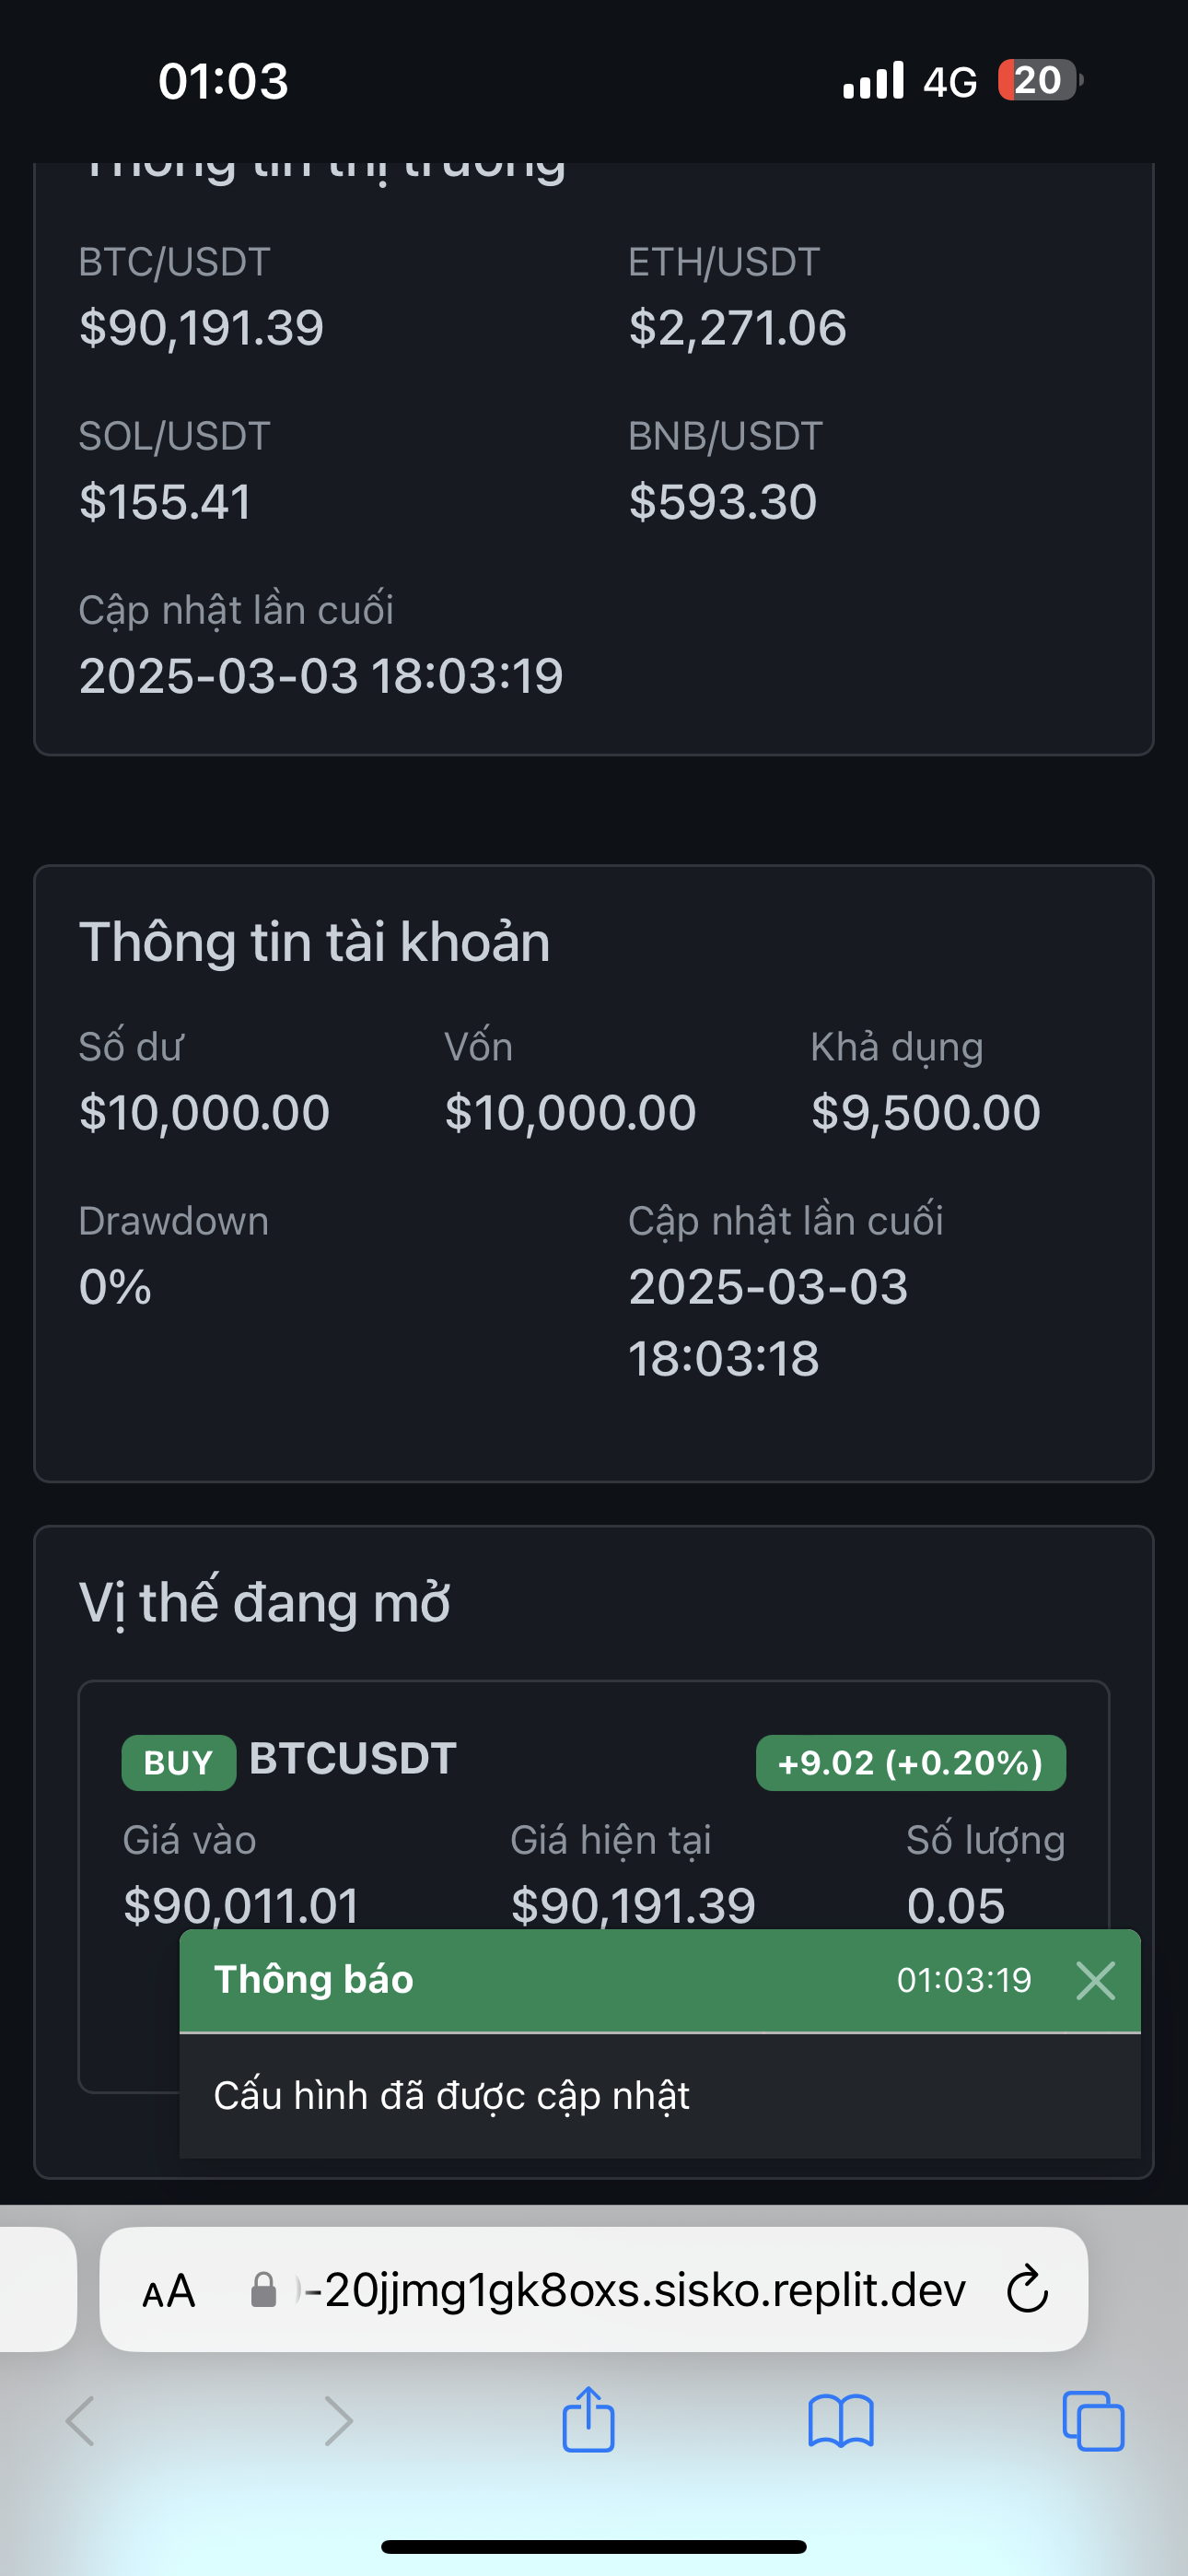 01:03 4G 20
Thông tin thị trường
BTC/USDT ETH/USDT
$90,191.39 $2,271.06
SOL/USDT BNB/USDT
$155.41 $593.30
Cập nhật lần cuối
2025-03-03 18:03:19
Thông tin tài khoản
Số dư Vốn Khả dụng
$10,000.00 $10,000.00 $9,500.00
Drawdown Cập nhật lần cuối
0% 2025-03-03
18:03:18
Vị thế đang mở
BUY BTCUSDT +9.02 (+0.20%)
Giá vào Giá hiện tại Số lượng
$90,011.01 $90,191.39 0.05
Thông báo 01:03:19
Cấu hình đã được cập nhật
AA -20jjmg1gk8oxs.sisko.replit.dev